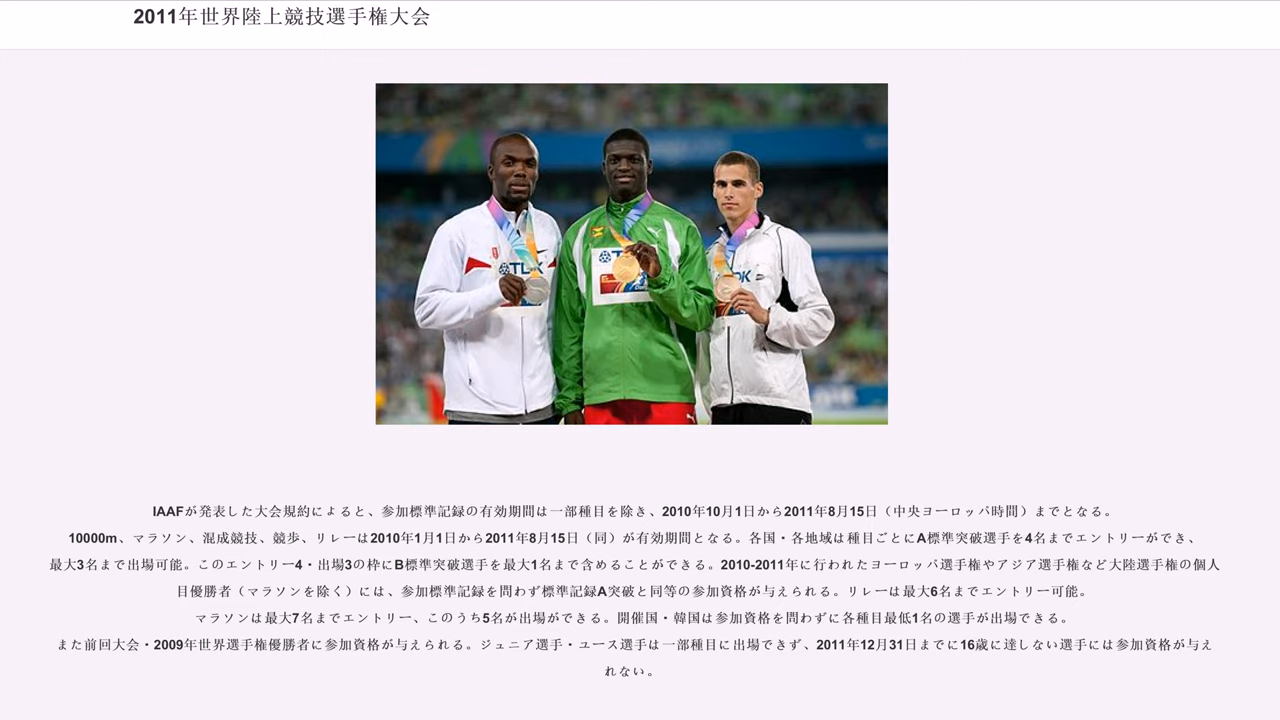 2011年世界陸上競技選手権大会
TDK
TDK
IAAFが発表した大会規約によると、参加標準記録の有効期間は一部種目を除き、2010年10月1日から2011年8月15日（中央ヨーロッパ時間）までとなる。
10000m、マラソン、混成競技、競歩、リレーは2010年1月1日から2011年8月15日（同）が有効期間となる。各国・各地域は種目ごとにA標準突破選手を4名までエントリーができ、
最大3名まで出場可能。このエントリー4・出場3の枠にB標準突破選手を最大1名まで含めることができる。2010-2011年に行われたヨーロッパ選手権やアジア選手権など大陸選手権の個人
目優勝者（マラソンを除く）には、参加標準記録を問わず標準記録A突破と同等の参加資格が与えられる。リレーは最大6名までエントリー可能。
マラソンは最大7名までエントリー、このうち5名が出場ができる。開催国・韓国は参加資格を問わずに各種目最低1名の選手が出場できる。
また前回大会・2009年世界選手権優勝者に参加資格が与えられる。ジュニア選手・ユース選手は一部種目に出場できず、2011年12月31日までに16歳に達しない選手には参加資格が与え
れない。